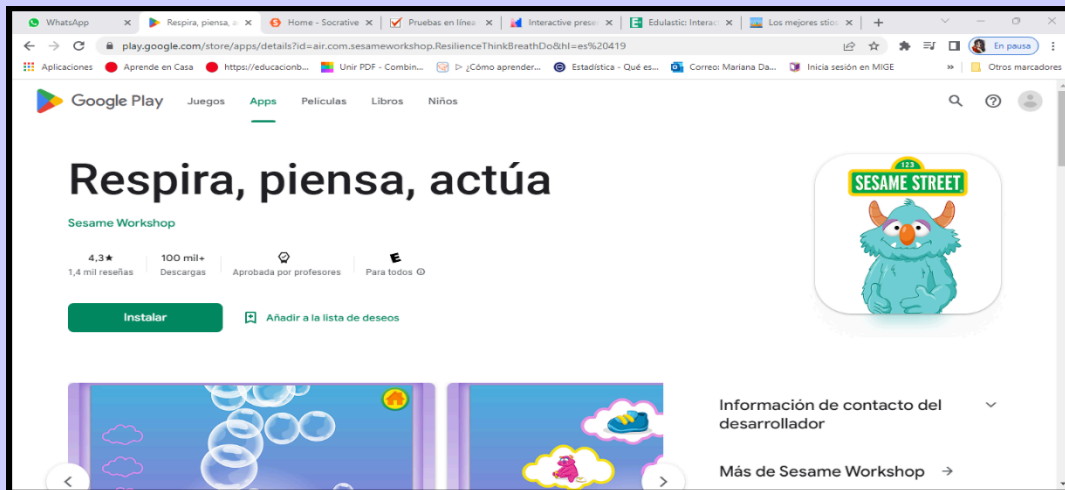 WhatsApp
Respira, piensa, a
Home - Socrative
Pruebas en línea
Interactive presen
Edulastic: Interac
Los mejores sitio
play.google.com/store/apps/details?id=air.com.sesameworkshop.ResilienceThinkBreathDo&hl=es%20419
En pausa
Aplicaciones
Aprende en Casa
https://educacionb...
Unir PDF - Combin...
▷ ¿Cómo aprender...
Estadística - Qué es...
Correo: Mariana Da...
Inicia sesión en MIGE
»
Otros marcadores
Google Play
Juegos
Apps
Películas
Libros
Niños
Respira, piensa, actúa
Sesame Workshop
4,3★
1,4 mil reseñas
100 mil+
Descargas
Aprobada por profesores
E
Para todos
Instalar
Añadir a la lista de deseos
123
SESAME STREET
Información de contacto del
desarrollador
Más de Sesame Workshop →